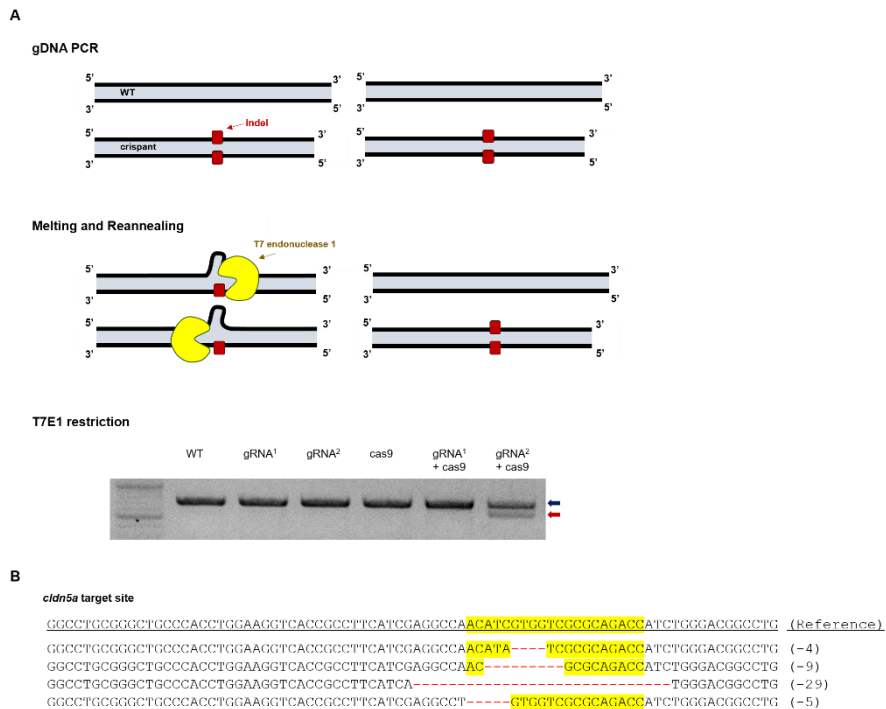 A
gDNA PCR
5’ 3’ 5’ 3’
WT
3’ 5’ 3’ 5’
indel
5’ 3’ 5’ 3’
crispant
3’ 5’ 3’ 5’
Melting and Reannealing
T7 endonuclease 1
5’ 3’ 5’ 3’
3’ 5’ 3’ 5’
5’ 3’ 5’ 3’
3’ 5’ 3’ 5’
T7E1 restriction
WT gRNA¹ gRNA² cas9 gRNA¹ + cas9 gRNA² + cas9
B
cldn5a target site
GGCCTGCGGGCTGCCCACCTGGAAGGTCACCGCCTTCATCGAGGCCAACATCGTGGTCGCGCAGACCATCTGGGACGGCCTG (Reference)
GGCCTGCGGGCTGCCCACCTGGAAGGTCACCGCCTTCATCGAGGCCAACATA----TCGCGCAGACCATCTGGGACGGCCTG (-4)
GGCCTGCGGGCTGCCCACCTGGAAGGTCACCGCCTTCATCGAGGCCAAC---------GCGCAGACCATCTGGGACGGCCTG (-9)
GGCCTGCGGGCTGCCCACCTGGAAGGTCACCGCCTTCATCA-----------------------------TGGGACGGCCTG (-29)
GGCCTGCGGGCTGCCCACCTGGAAGGTCACCGCCTTCATCGAGGCCT-----GTGGTCGCGCAGACCATCTGGGACGGCCTG (-5)